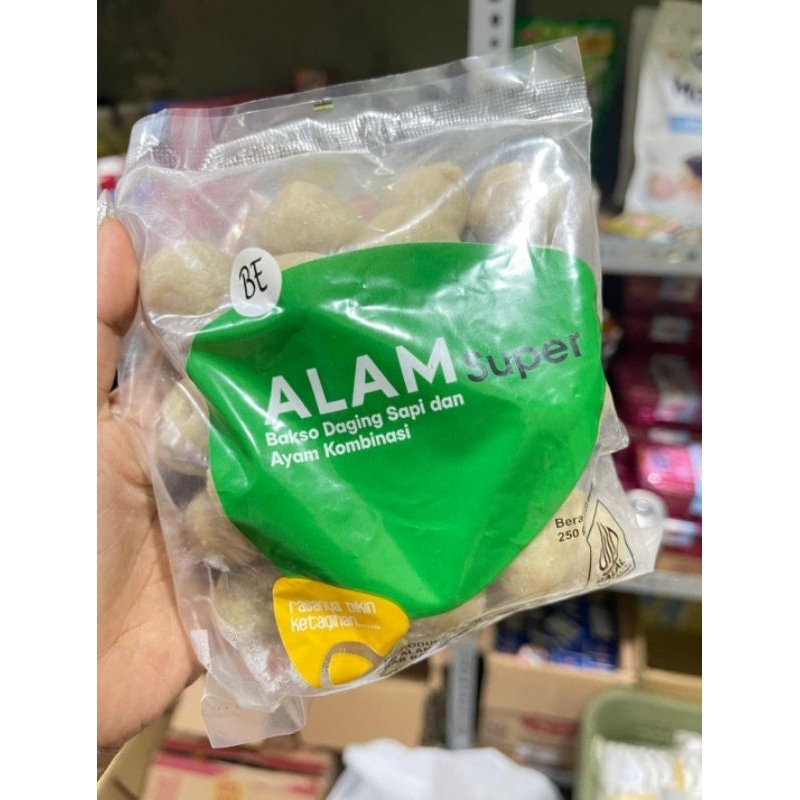 BE
ALAM Super
Bakso Daging Sapi dan
Ayam Kombinasi
250
rasanya bikin
ketagihan......